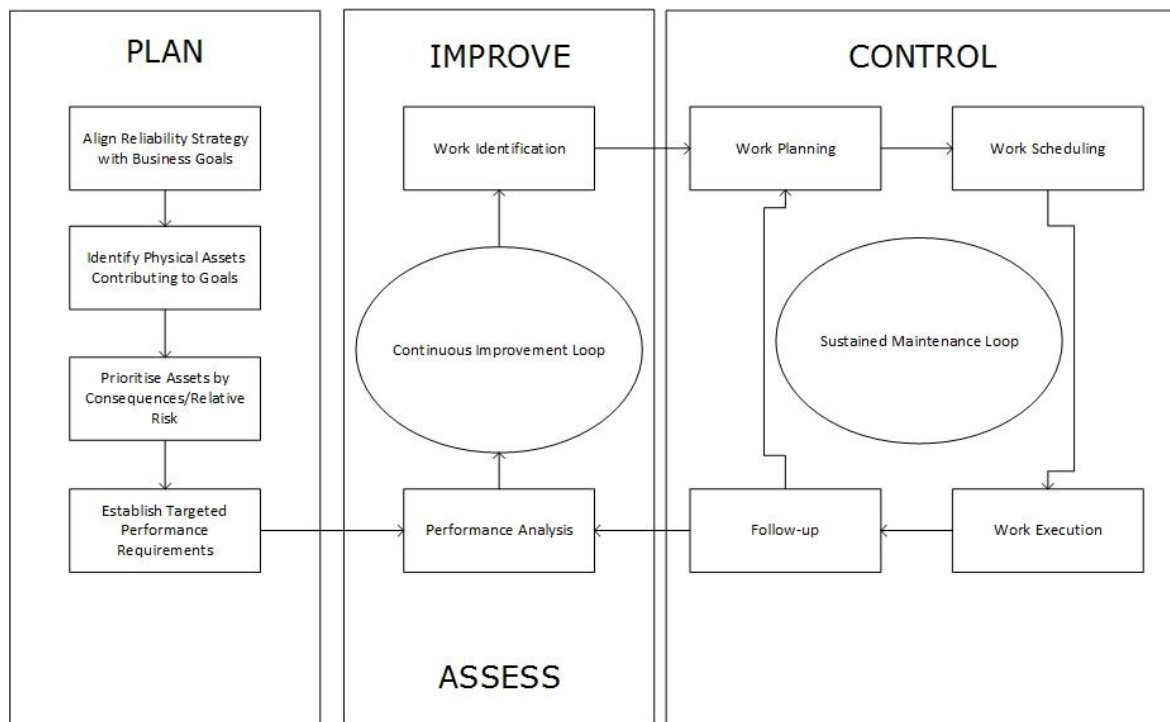 PLAN
Align Reliability Strategy
with Business Goals
Identify Physical Assets
Contributing to Goals
Prioritise Assets by
Consequences/Relative
Risk
Establish Targeted
Performance
Requirements
IMPROVE
Work Identification
Continuous Improvement Loop
Performance Analysis
ASSESS
CONTROL
Work Planning
Work Scheduling
Sustained Maintenance Loop
Follow-up
Work Execution